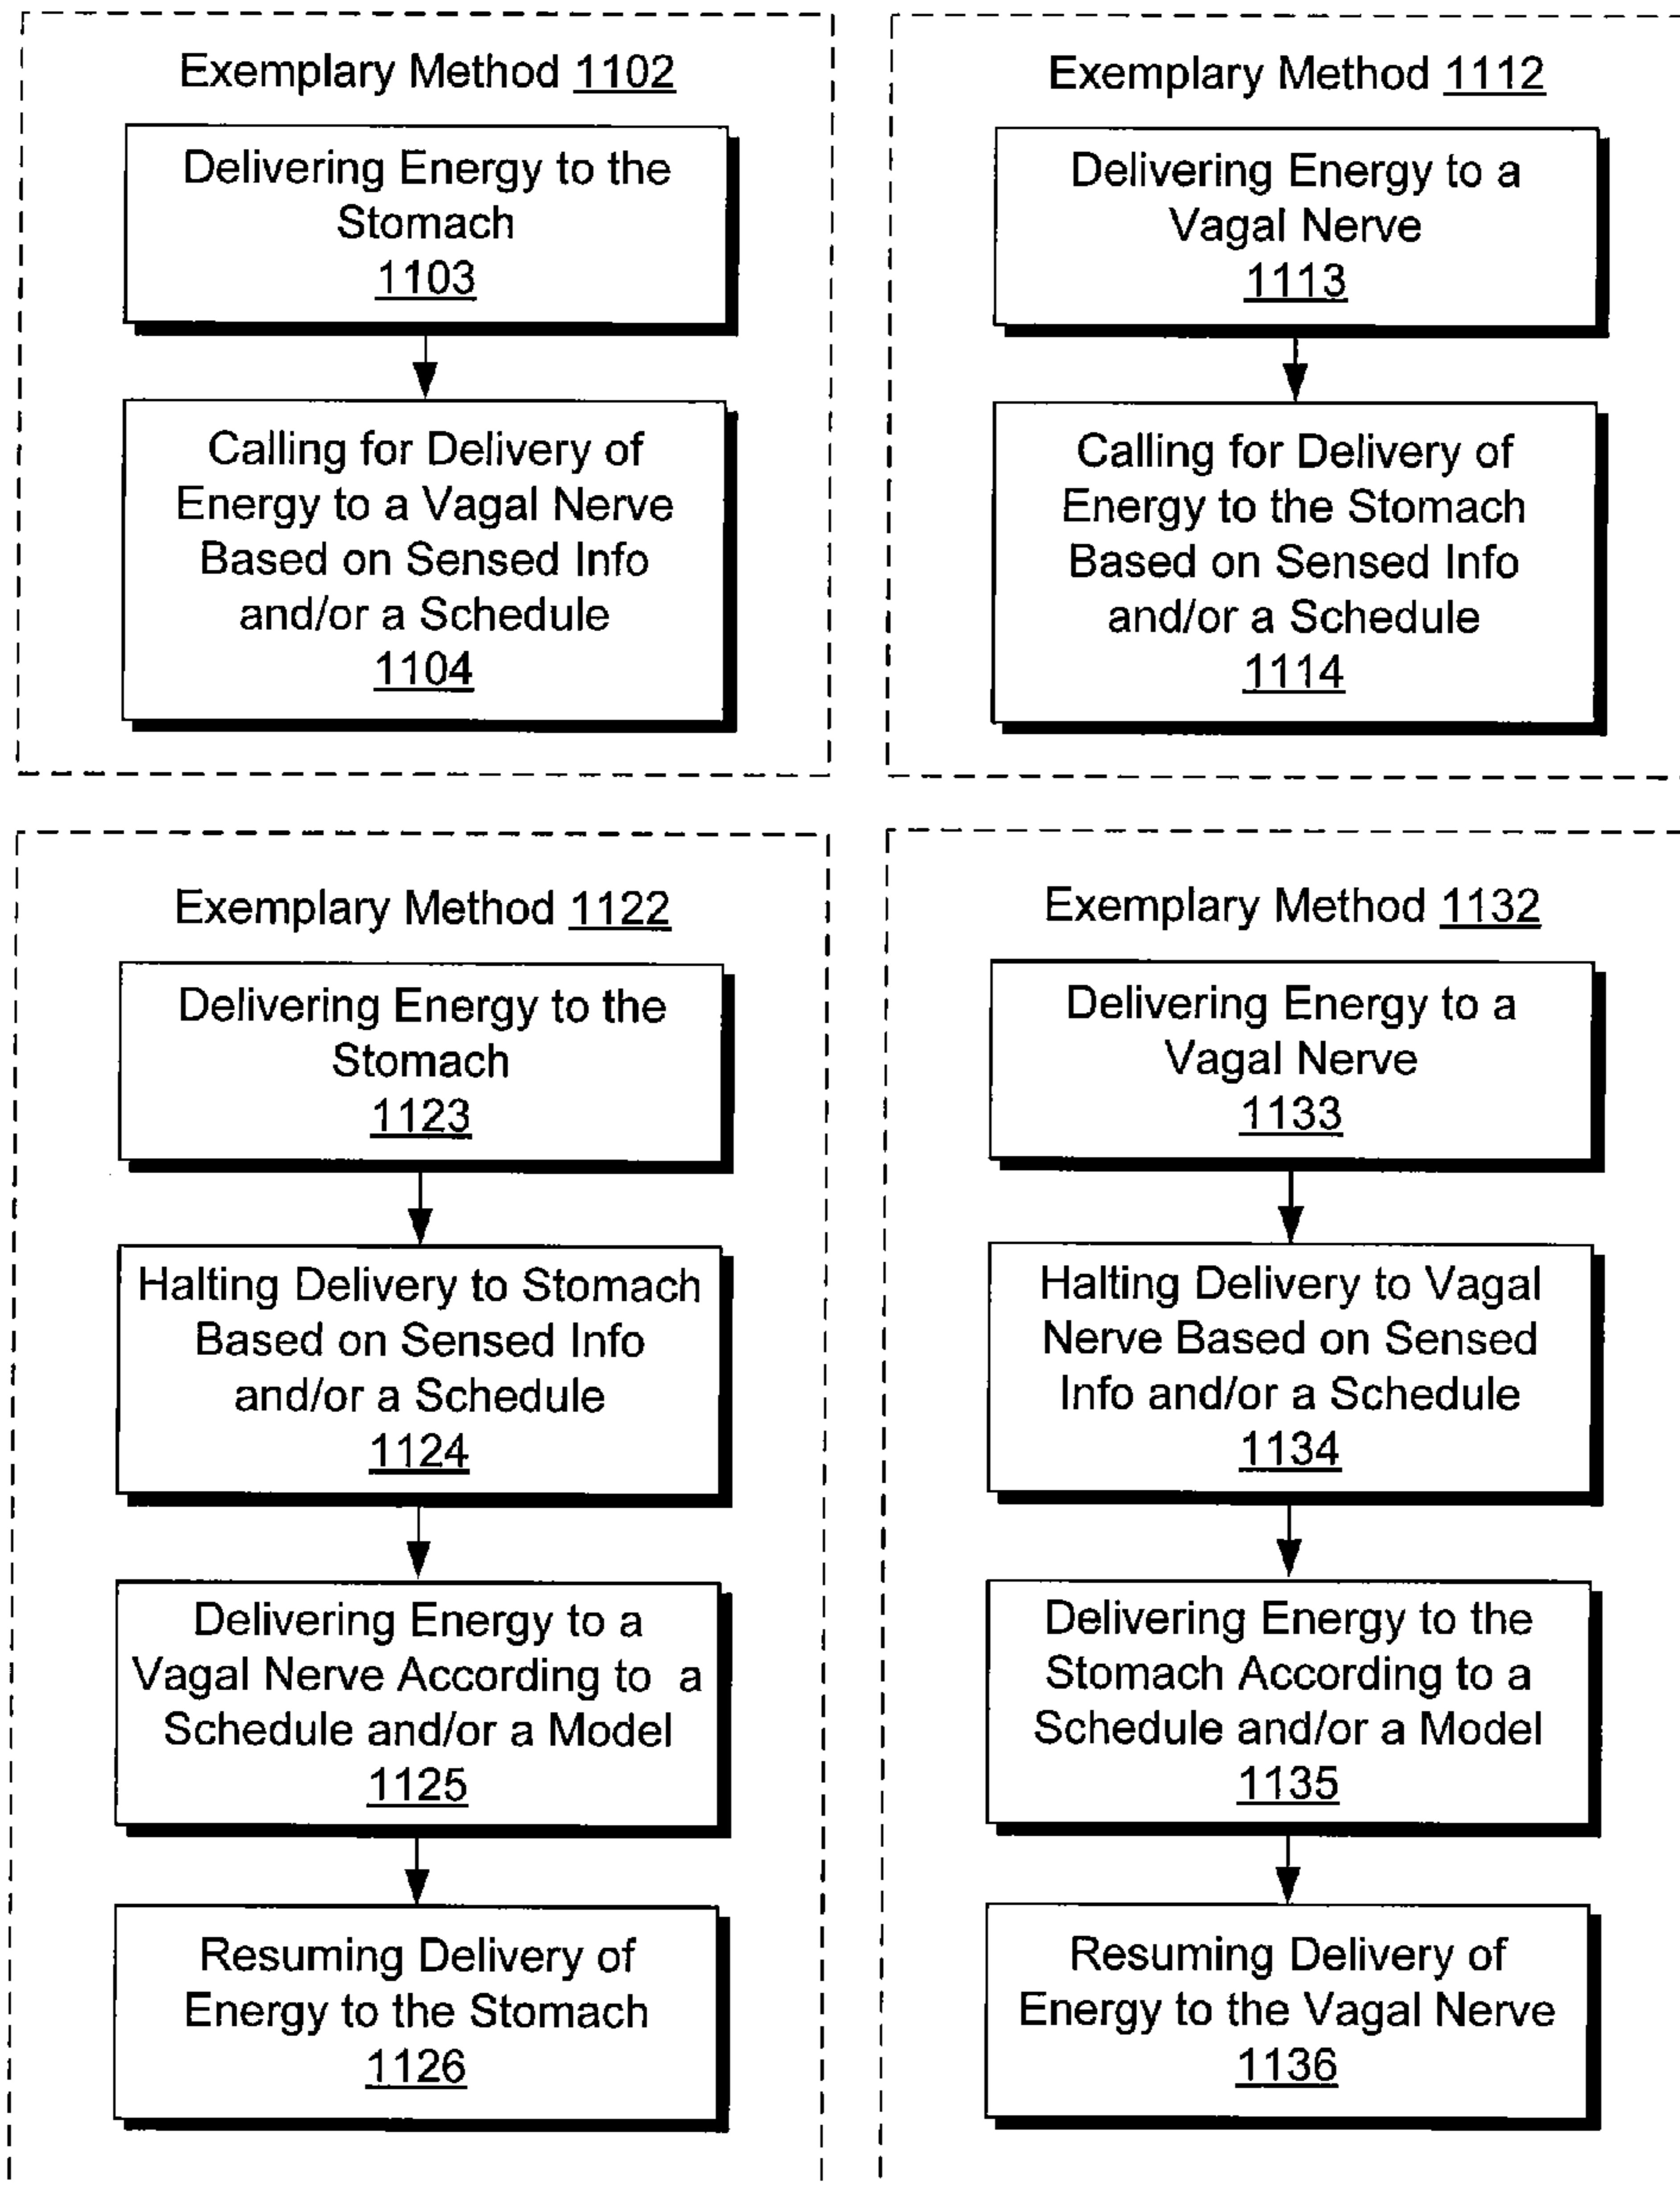 Exemplary Method 1102
Delivering Energy to the
Stomach
1103
Calling for Delivery of
Energy to a Vagal Nerve
Based on Sensed Info
and/or a Schedule
1104
Exemplary Method 1112
Delivering Energy to a
Vagal Nerve
1113
Calling for Delivery of
Energy to the Stomach
Based on Sensed Info
and/or a Schedule
1114
Exemplary Method 1122
Delivering Energy to the
Stomach
1123
Halting Delivery to Stomach
Based on Sensed Info
and/or a Schedule
1124
Delivering Energy to a
Vagal Nerve According to a
Schedule and/or a Model
1125
Resuming Delivery of
Energy to the Stomach
1126
Exemplary Method 1132
Delivering Energy to a
Vagal Nerve
1133
Halting Delivery to Vagal
Nerve Based on Sensed
Info and/or a Schedule
1134
Delivering Energy to the
Stomach According to a
Schedule and/or a Model
1135
Resuming Delivery of
Energy to the Vagal Nerve
1136